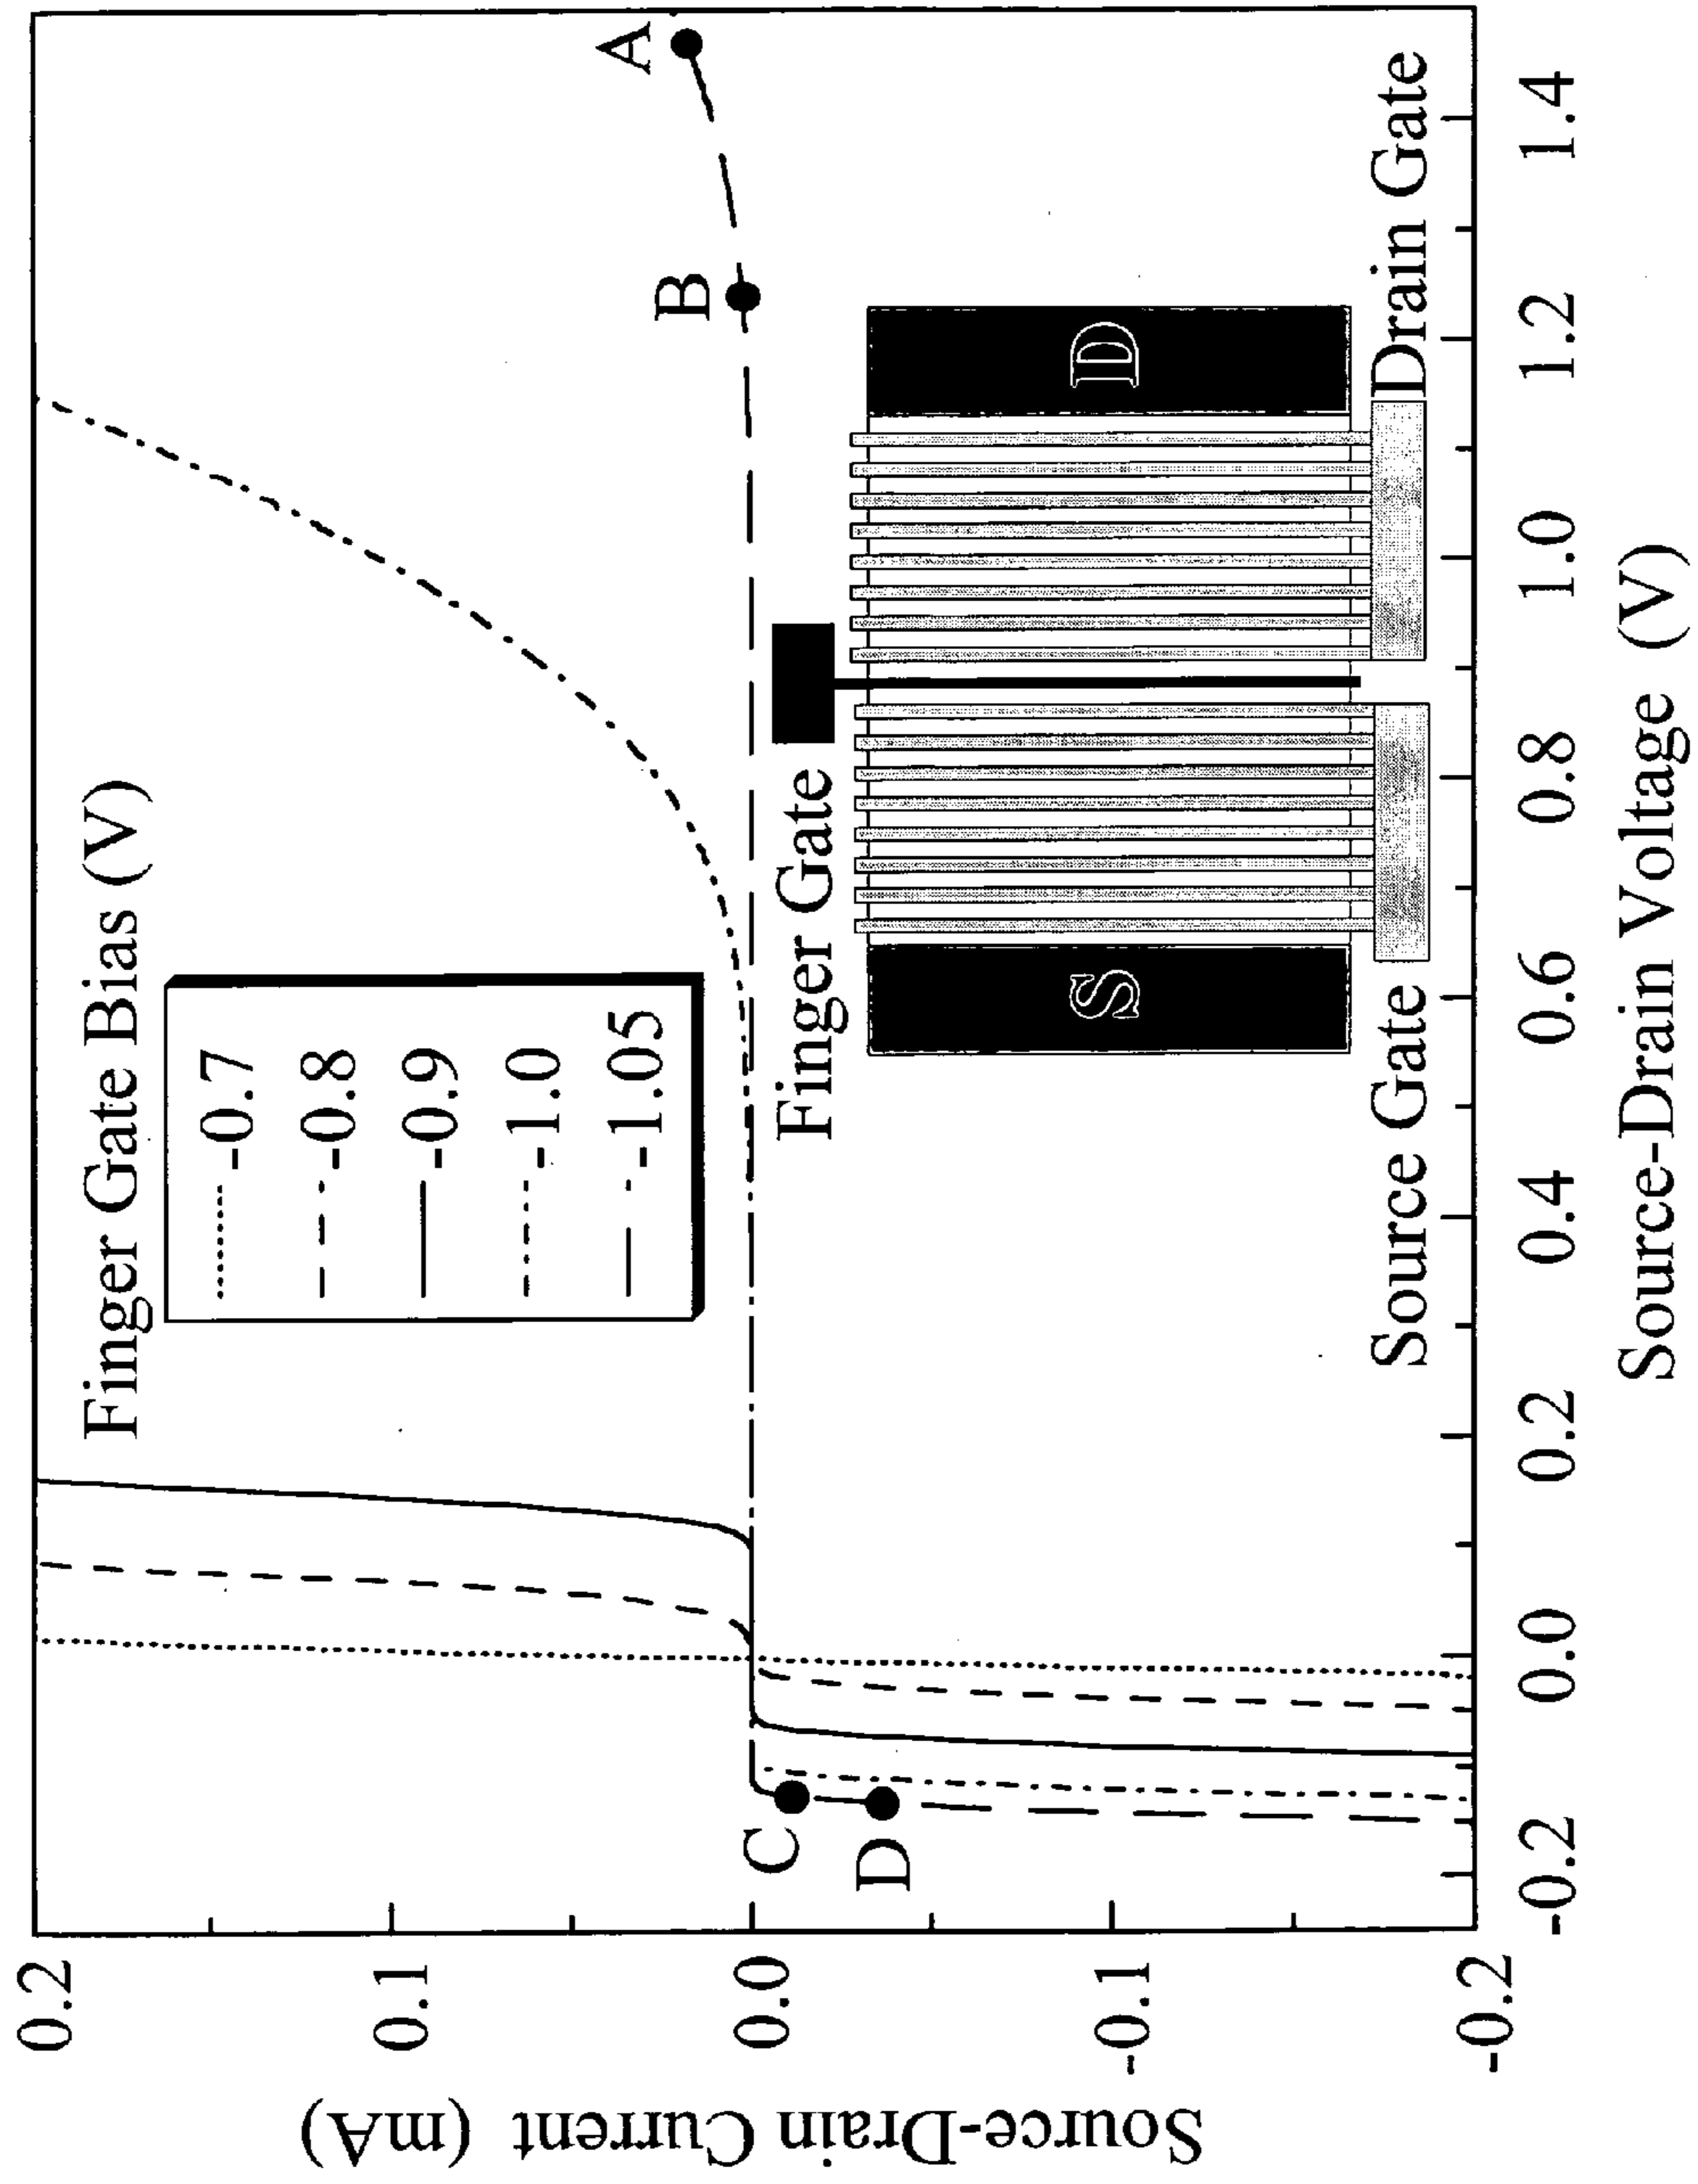 Finger Gate Bias (V)
-0.7
-0.8
-0.9
-1.0
-1.05
A
B
C
D
Finger Gate
S
D
Source Gate
Drain Gate
0.2
0.1
0.0
-0.1
-0.2
Source-Drain Current (mA)
-0.2
0.0
0.2
0.4
0.6
0.8
1.0
1.2
1.4
Source-Drain Voltage (V)